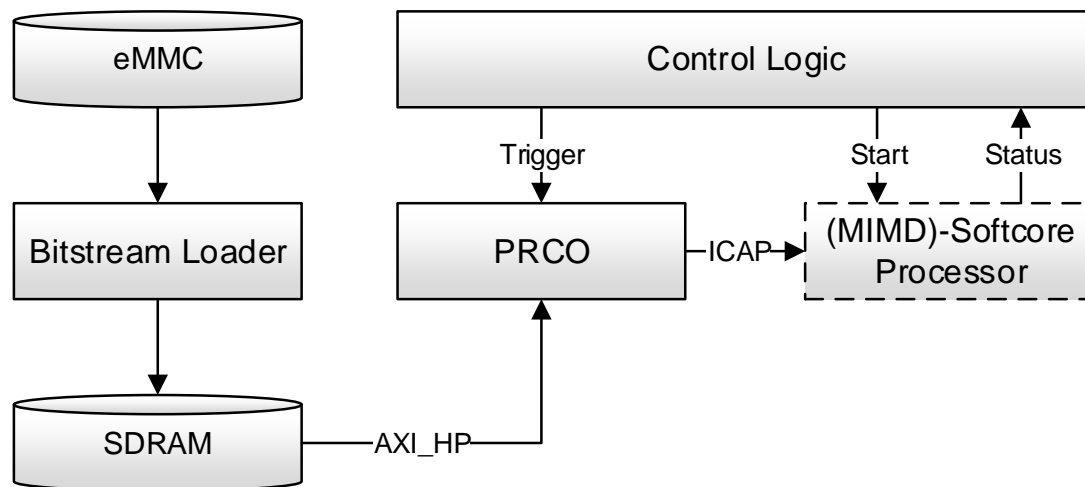 eMMC
Control Logic
Trigger
Start
Status
Bitstream Loader
PRCO
ICAP
(MIMD)-Softcore
Processor
SDRAM
AXI_HP